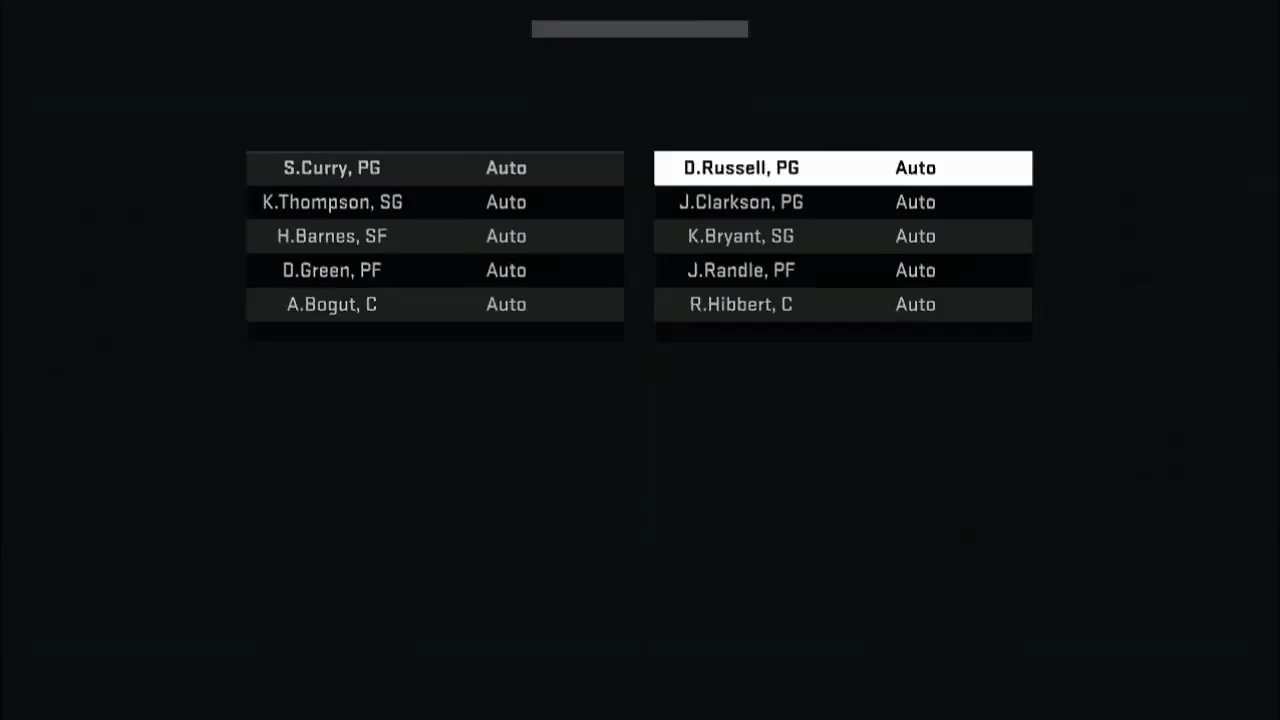 S.Curry, PG Auto
K.Thompson, SG Auto
H.Barnes, SF Auto
D.Green, PF Auto
A.Bogut, C Auto
D.Russell, PG Auto
J.Clarkson, PG Auto
K.Bryant, SG Auto
J.Randle, PF Auto
R.Hibbert, C Auto